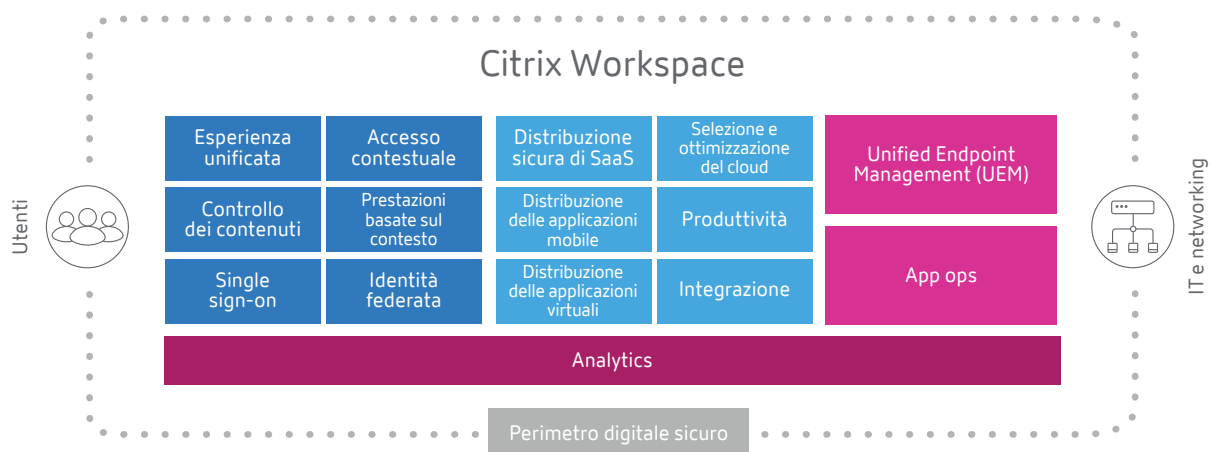 Citrix Workspace
Utenti
Esperienza
unificata
Accesso
contestuale
Distribuzione
sicura di SaaS
Selezione e
ottimizzazione
del cloud
Unified Endpoint
Management (UEM)
Controllo
dei contenuti
Prestazioni
basate sul
contesto
Distribuzione
delle applicazioni
mobile
Produttività
Single
sign-on
Identità
federata
Distribuzione
delle applicazioni
virtuali
Integrazione
App ops
IT e networking
Analytics
Perimetro digitale sicuro